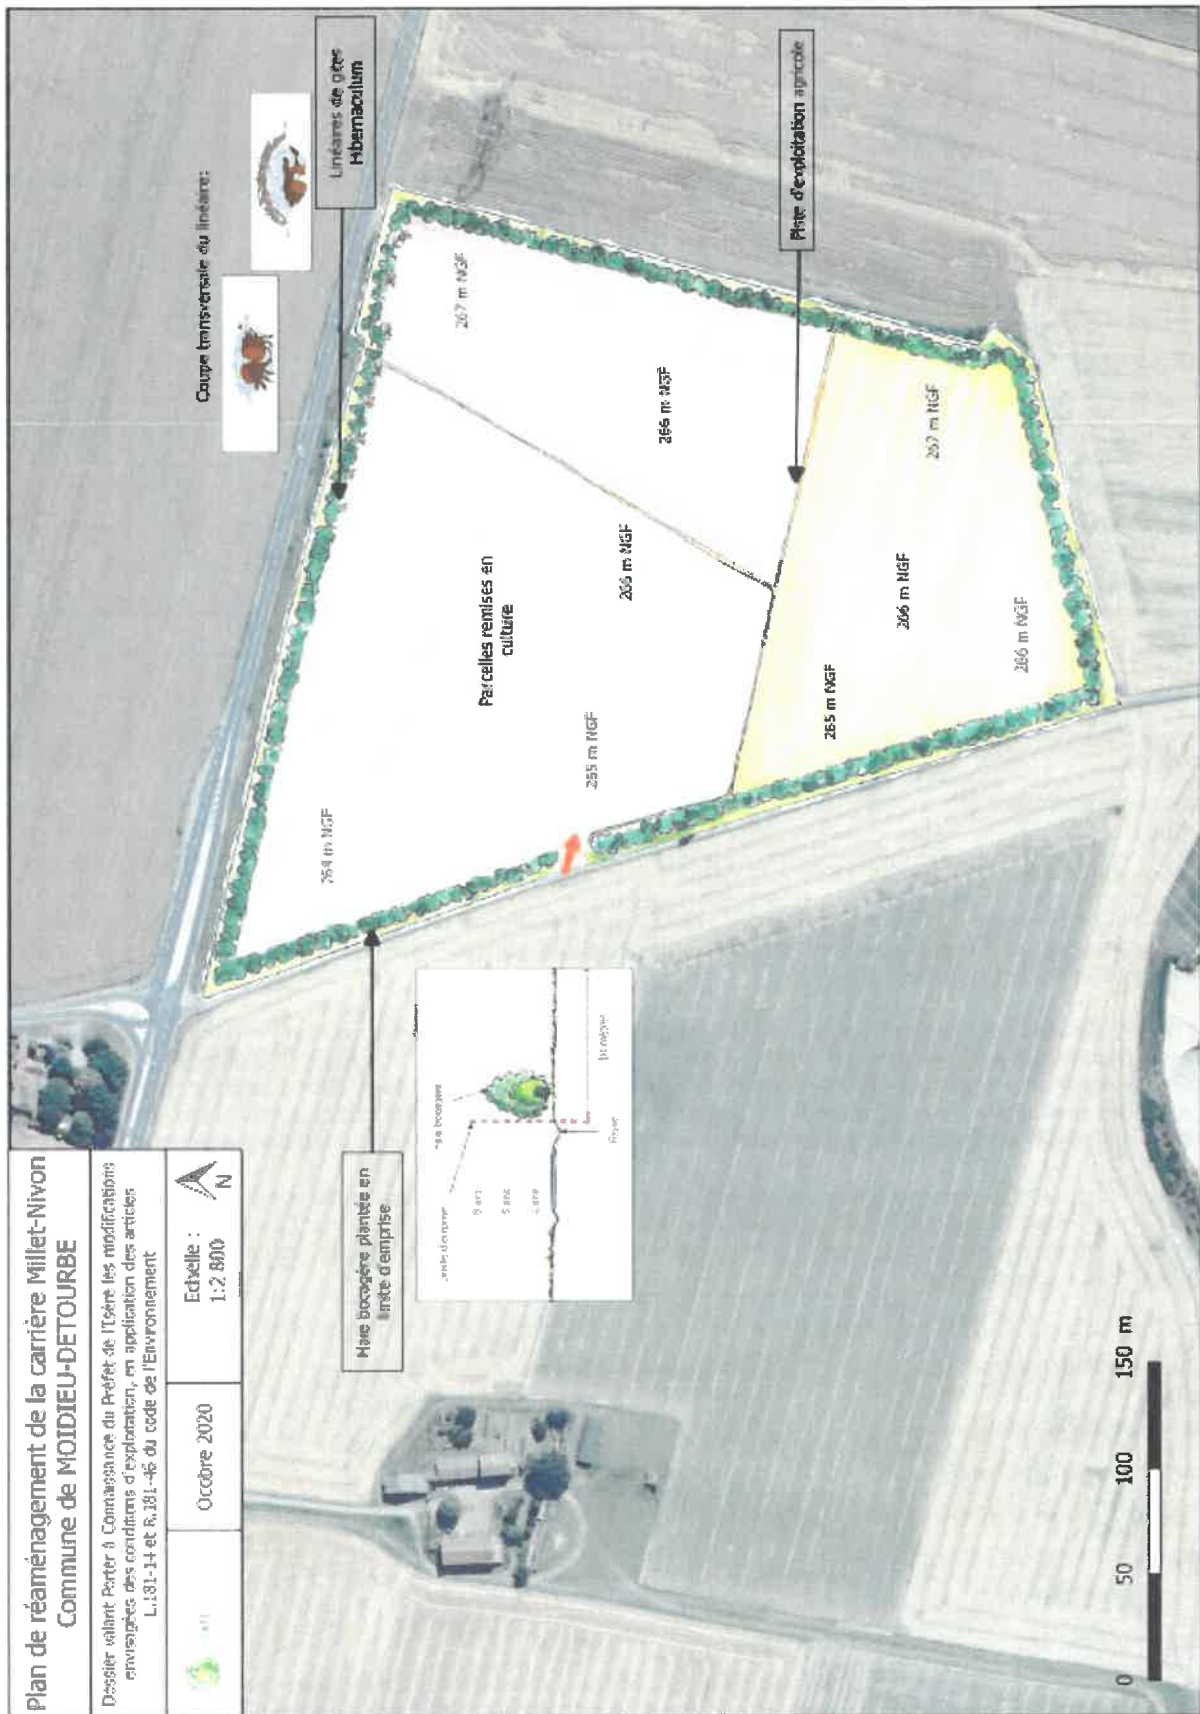 Plan de réaménagement de la carrière Millet-Nivon
Commune de MOIDIEU-DETOURBE
Dossier valant Porter à Connaissance du Préfet de l'Isère les modifications
envisagées des conditions d'exploitation, en application des articles
L.181-14 et R.181-46 du code de l'Environnement
Octobre 2020
Echelle :
1:2 800
N
Coupe transversale du linéaire:
Linéaires de gîtes
Hibernaculum
Piste d'exploitation agricole
Haie bocagère plantée en
limite d'emprise
Parcelles remises en
culture
267 m NGF
266 m NGF
266 m NGF
264 m NGF
265 m NGF
267 m NGF
266 m NGF
265 m NGF
266 m NGF
0
50
100
150 m